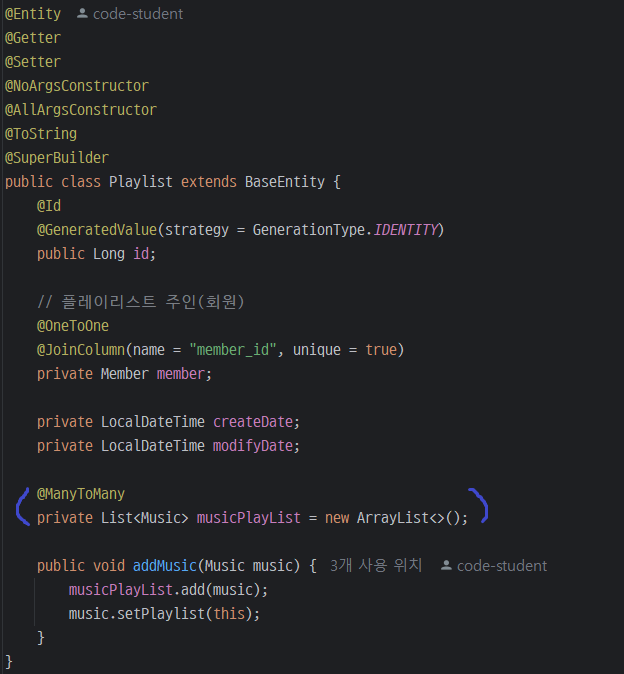 @Entity code-student
@Getter
@Setter
@NoArgsConstructor
@AllArgsConstructor
@ToString
@SuperBuilder
public class Playlist extends BaseEntity {
    @Id
    @GeneratedValue(strategy = GenerationType.IDENTITY)
    public Long id;

    // 플레이리스트 주인(회원)
    @OneToOne
    @JoinColumn(name = "member_id", unique = true)
    private Member member;

    private LocalDateTime createDate;
    private LocalDateTime modifyDate;

    @ManyToMany
    private List<Music> musicPlayList = new ArrayList<>();

    public void addMusic(Music music) { 3개 사용 위치 code-student
        musicPlayList.add(music);
        music.setPlaylist(this);
    }
}